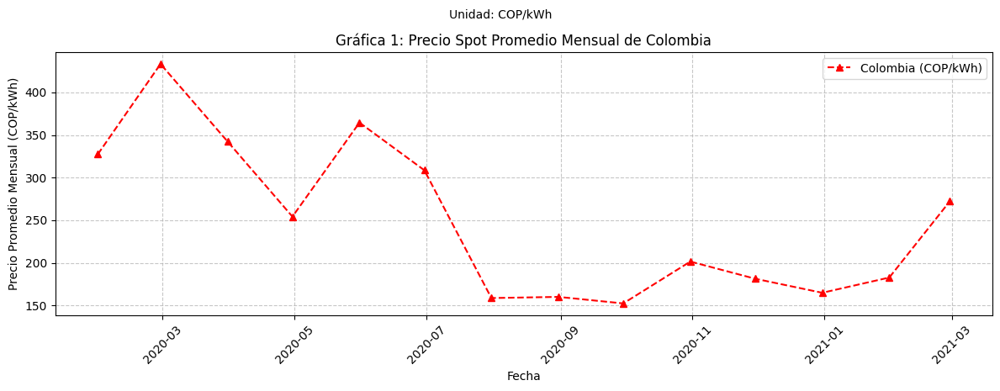 Unidad: COP/kWh
Gráfica 1: Precio Spot Promedio Mensual de Colombia
Colombia (COP/kWh)
Precio Promedio Mensual (COP/kWh)
400
350
300
250
200
150
2020-03
2020-05
2020-07
2020-09
2020-11
2021-01
2021-03
Fecha